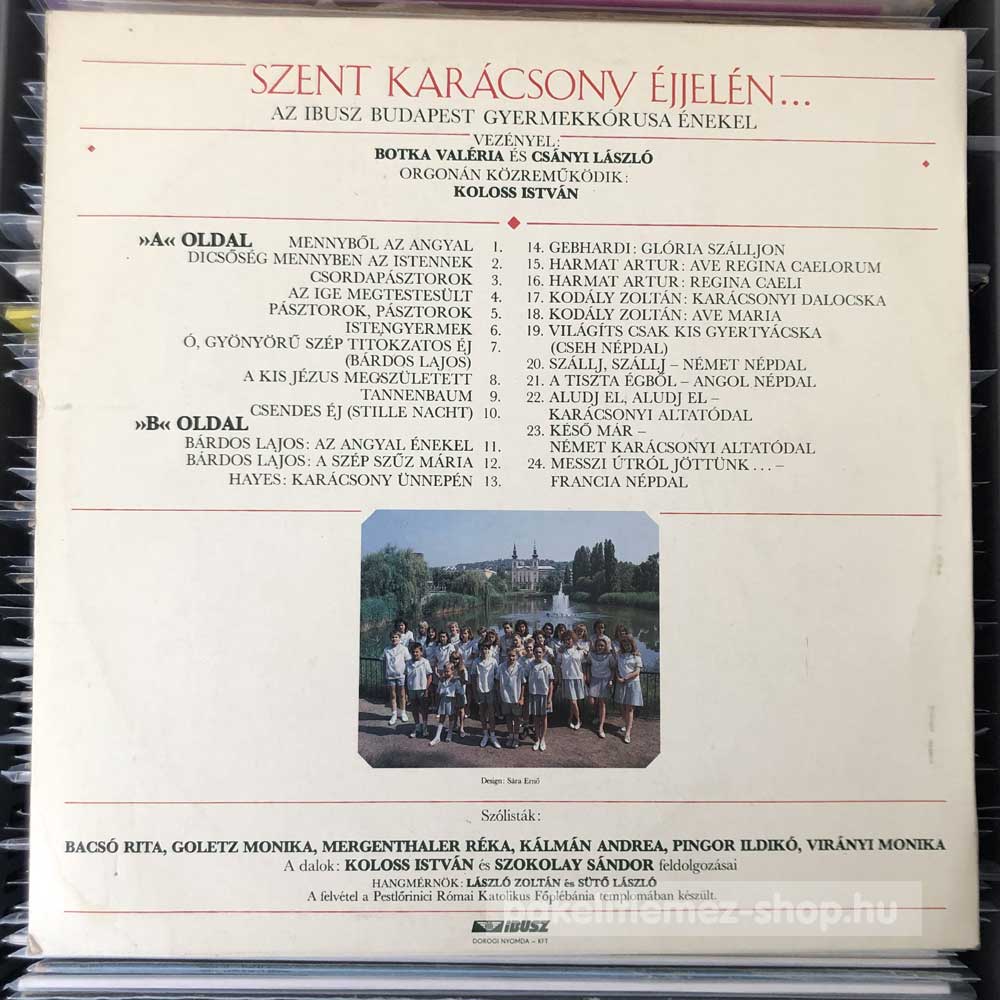 SZENT KARÁCSONY ÉJJELÉN...
AZ IBUSZ BUDAPEST GYERMEKKÓRUSA ÉNEKEL
VEZÉNYEL:
BOTKA VALÉRIA ÉS CSÁNYI LÁSZLÓ
ORGONÁN KÖZREMŰKÖDIK:
KOLOSS ISTVÁN
»A« OLDAL
MENNYBŐL AZ ANGYAL 1.
DICSŐSÉG MENNYBEN AZ ISTENNEK 2.
CSORDAPÁSZTOROK 3.
AZ IGE MEGTESTESÜLT 4.
PÁSZTOROK, PÁSZTOROK 5.
ISTENGYERMEK 6.
Ó, GYÖNYÖRŰ SZÉP TITOKZATOS ÉJ 7.
(BÁRDOS LAJOS)
A KIS JÉZUS MEGSZÜLETETT 8.
TANNENBAUM 9.
CSENDES ÉJ (STILLE NACHT) 10.
»B« OLDAL
BÁRDOS LAJOS: AZ ANGYAL ÉNEKEL 11.
BÁRDOS LAJOS: A SZÉP SZŰZ MÁRIA 12.
HAYES: KARÁCSONY ÜNNEPÉN 13.
14. GEBHARDI: GLÓRIA SZÁLLJON
15. HARMAT ARTUR: AVE REGINA CAELORUM
16. HARMAT ARTUR: REGINA CAELI
17. KODÁLY ZOLTÁN: KARÁCSONYI DALOCSKA
18. KODÁLY ZOLTÁN: AVE MARIA
19. VILÁGÍTS CSAK KIS GYERTYÁCSKA
(CSEH NÉPDAL)
20. SZÁLLJ, SZÁLLJ – NÉMET NÉPDAL
21. A TISZTA ÉGBŐL – ANGOL NÉPDAL
22. ALUDJ EL, ALUDJ EL –
KARÁCSONYI ALTATÓDAL
23. KÉSŐ MÁR –
NÉMET KARÁCSONYI ALTATÓDAL
24. MESSZI ÚTRÓL JÖTTÜNK... –
FRANCIA NÉPDAL
Design: Sára Ernő
Szólisták:
BACSÓ RITA, GOLETZ MONIKA, MERGENTHALER RÉKA, KÁLMÁN ANDREA, PINGOR ILDIKÓ, VIRÁNYI MONIKA
A dalok: KOLOSS ISTVÁN és SZOKOLAY SÁNDOR feldolgozásai
HANGMÉRNÖK: LÁSZLÓ ZOLTÁN és SÜTŐ LÁSZLÓ
A felvétel a Pestlőrinici Római Katolikus Főplébánia templomában készült.
bakelitlemez-shop.hu
IBUSZ
DOROGI NYOMDA – KFT